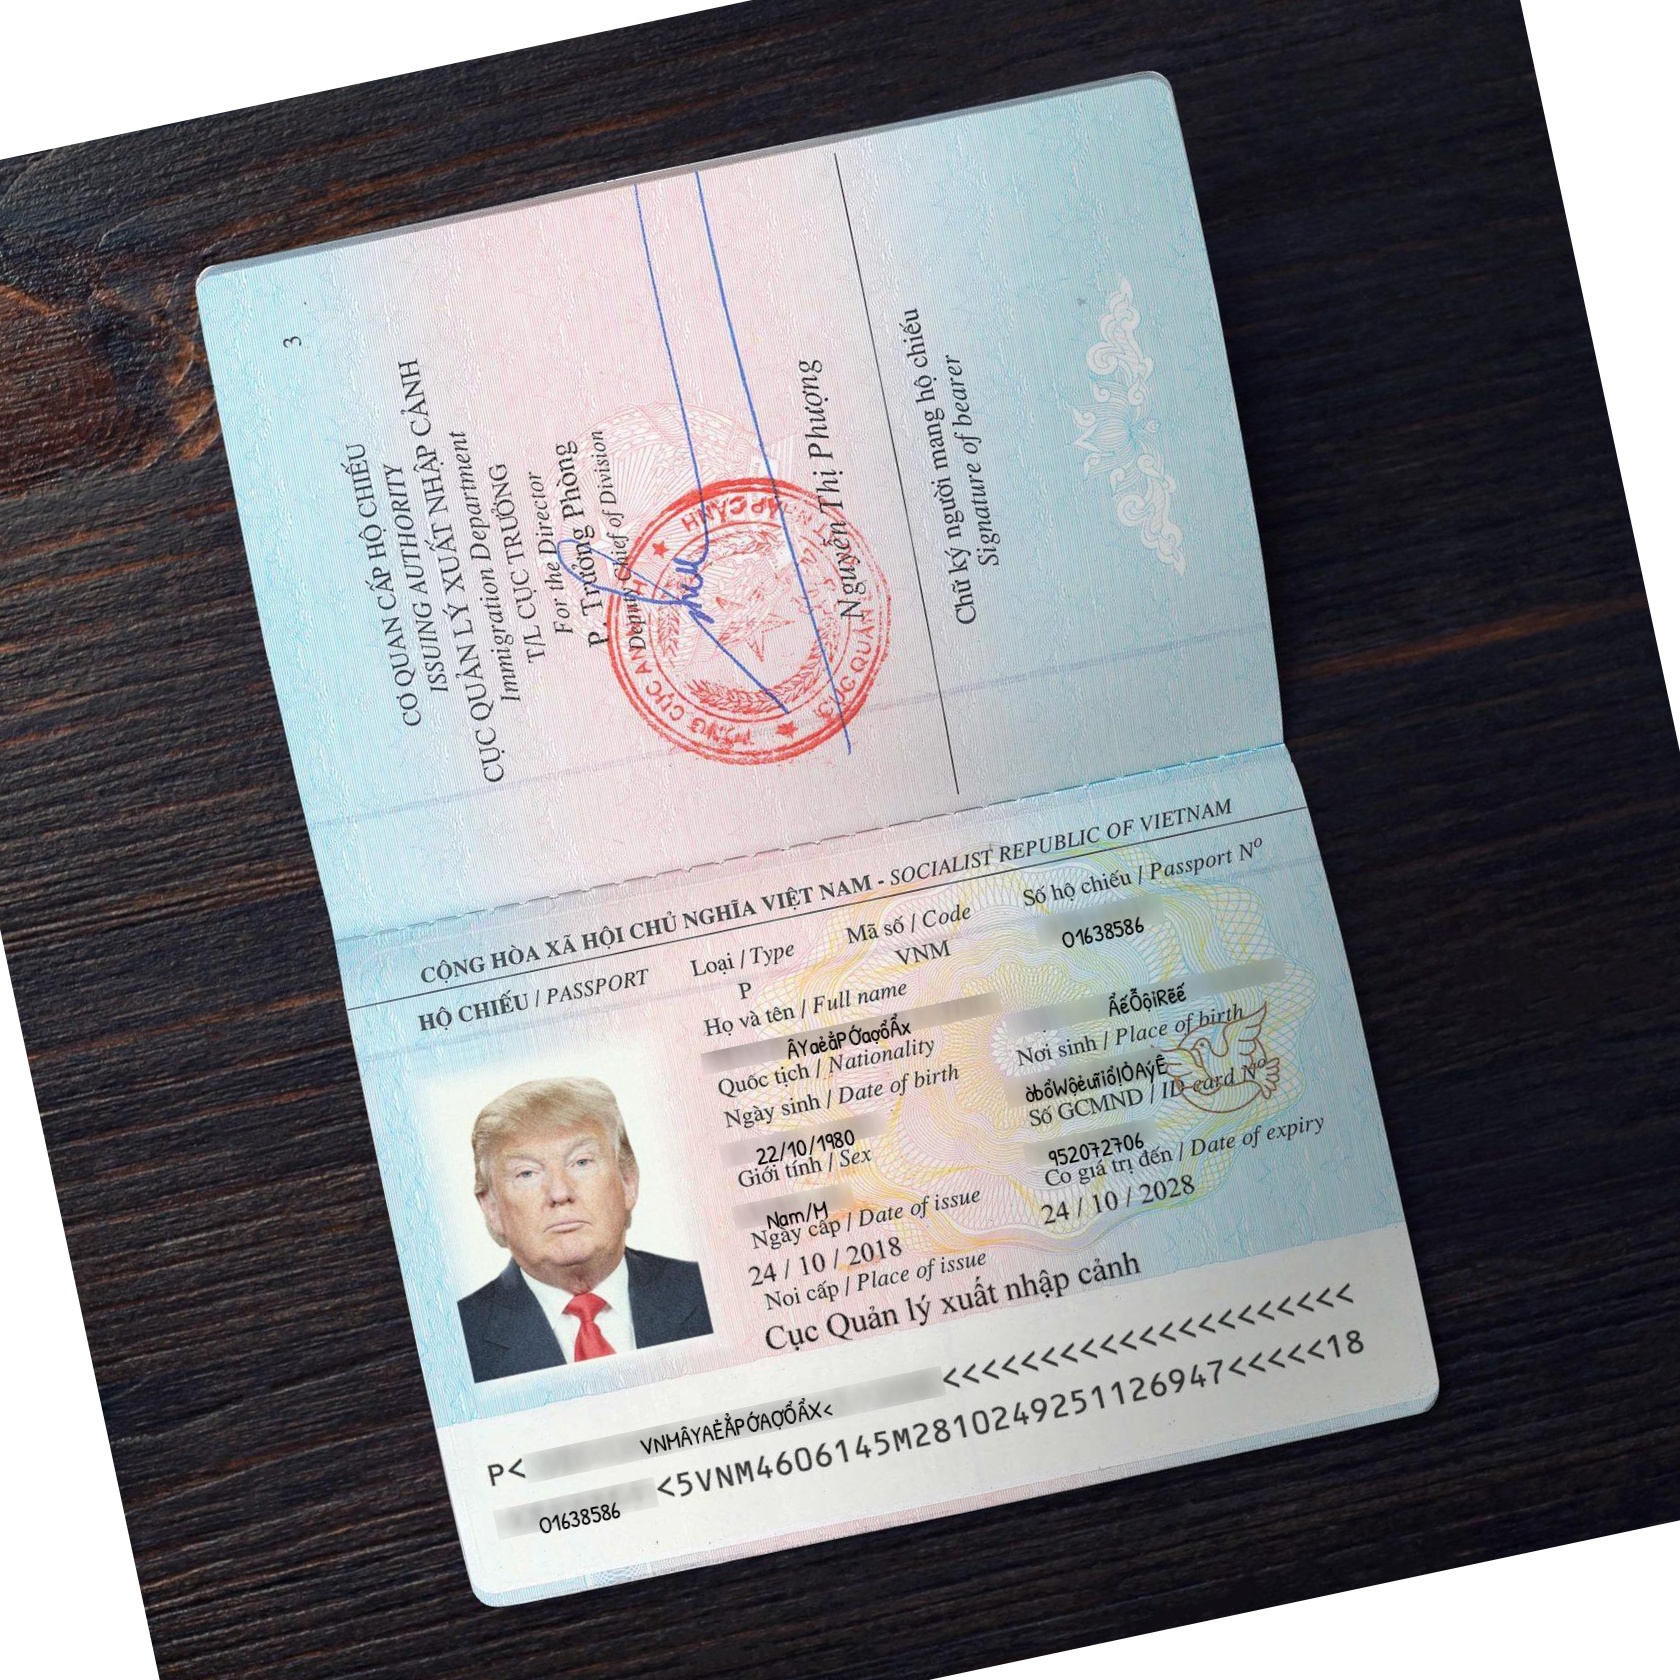 3
CƠ QUAN CẤP HỘ CHIẾU
ISSUING AUTHORITY
CỤC QUẢN LÝ XUẤT NHẬP CẢNH
Immigration Department
T/L CỤC TRƯỞNG
For the Director
P. Trưởng Phòng
Deputy Chief of Division
Nguyễn Thị Phượng
Chữ ký người mang hộ chiếu
Signature of bearer
CỘNG HÒA XÃ HỘI CHỦ NGHĨA VIỆT NAM - SOCIALIST REPUBLIC OF VIETNAM
HỘ CHIẾU / PASSPORT
Loại / Type
Mã số / Code
Số hộ chiếu / Passport Nº
P
VNM
01638586
Họ và tên / Full name
ÂYaèẳPỚaợổẨx
ẨếỖộiRẽế
Quốc tịch / Nationality
Nơi sinh / Place of birth
Ngày sinh / Date of birth
Số GCMND / ID card Nº
22/10/1980
952072706
Giới tính / Sex
Có giá trị đến / Date of expiry
Nam/M
24 / 10 / 2028
Ngày cấp / Date of issue
24 / 10 / 2018
Nơi cấp / Place of issue
Cục Quản lý xuất nhập cảnh
P< VNMÂYAÈẲPỚAỢỔẨX< <<<<<<<<<<<<<<<<<<<<<
01638586 <5VNM4606145M2810249251126947<<<<<18